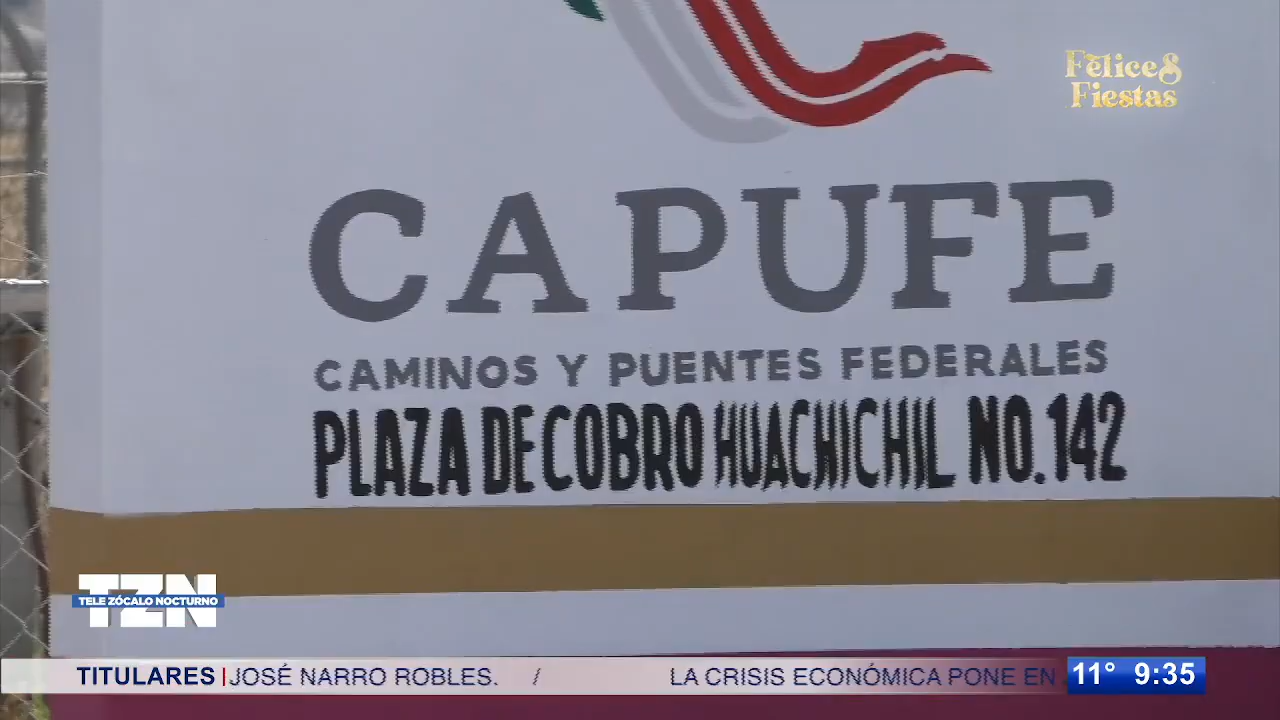 Felices
Fiestas
CAPUFE
CAMINOS Y PUENTES FEDERALES
PLAZA DE COBRO HUACHICHIL NO. 142
TZN
TELE ZÓCALO NOCTURNO
TITULARES JOSÉ NARRO ROBLES. / LA CRISIS ECONÓMICA PONE EN 11° 9:35